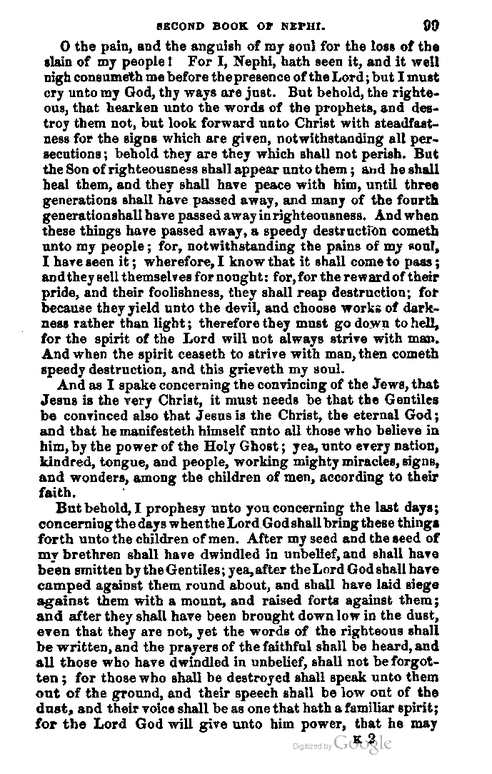 SECOND BOOK OF NEPHI. 99
O the pain, and the anguish of my soul for the loss of the
slain of my people! For I, Nephi, hath seen it, and it well
nigh consumeth me before the presence of the Lord; but I must
cry unto my God, thy ways are just. But behold, the righte-
ous, that hearken unto the words of the prophets, and des-
troy them not, but look forward unto Christ with steadfast-
ness for the signs which are given, notwithstanding all per-
secutions; behold they are they which shall not perish. But
the Son of righteousness shall appear unto them; and he shall
heal them, and they shall have peace with him, until three
generations shall have passed away, and many of the fourth
generation shall have passed away in righteousness. And when
these things have passed away, a speedy destruction cometh
unto my people; for, notwithstanding the pains of my soul,
I have seen it; wherefore, I know that it shall come to pass;
and they sell themselves for nought: for, for the reward of their
pride, and their foolishness, they shall reap destruction; for
because they yield unto the devil, and choose works of dark-
ness rather than light; therefore they must go down to hell,
for the spirit of the Lord will not always strive with man.
And when the spirit ceaseth to strive with man, then cometh
speedy destruction, and this grieveth my soul.
And as I spake concerning the convincing of the Jews, that
Jesus is the very Christ, it must needs be that the Gentiles
be convinced also that Jesus is the Christ, the eternal God;
and that he manifesteth himself unto all those who believe in
him, by the power of the Holy Ghost; yea, unto every nation,
kindred, tongue, and people, working mighty miracles, signs,
and wonders, among the children of men, according to their
faith.
But behold, I prophesy unto you concerning the last days;
concerning the days when the Lord God shall bring these things
forth unto the children of men. After my seed and the seed of
my brethren shall have dwindled in unbelief, and shall have
been smitten by the Gentiles; yea, after the Lord God shall have
camped against them round about, and shall have laid siege
against them with a mount, and raised forts against them;
and after they shall have been brought down low in the dust,
even that they are not, yet the words of the righteous shall
be written, and the prayers of the faithful shall be heard, and
all those who have dwindled in unbelief, shall not be forgot-
ten; for those who shall be destroyed shall speak unto them
out of the ground, and their speech shall be low out of the
dust, and their voice shall be as one that hath a familiar spirit;
for the Lord God will give unto him power, that he may
K 2
Digitized by Google